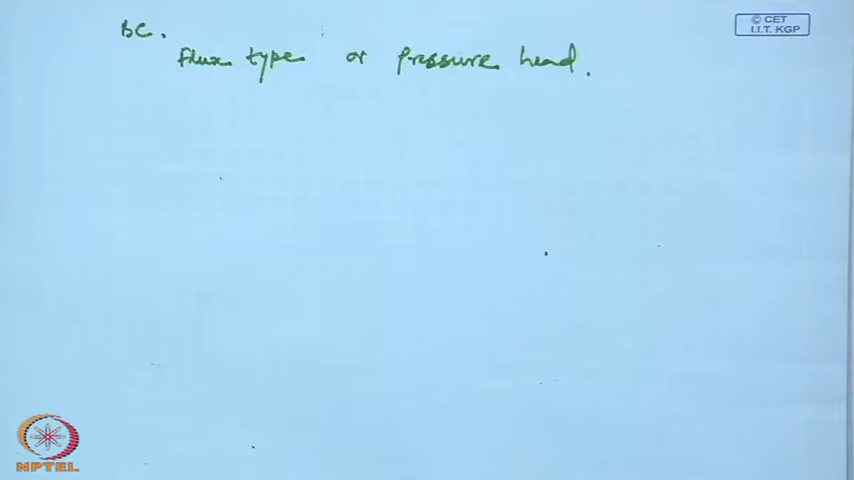 BC.
© CET
I.I.T. KGP
Flux type or pressure head.
NPTEL